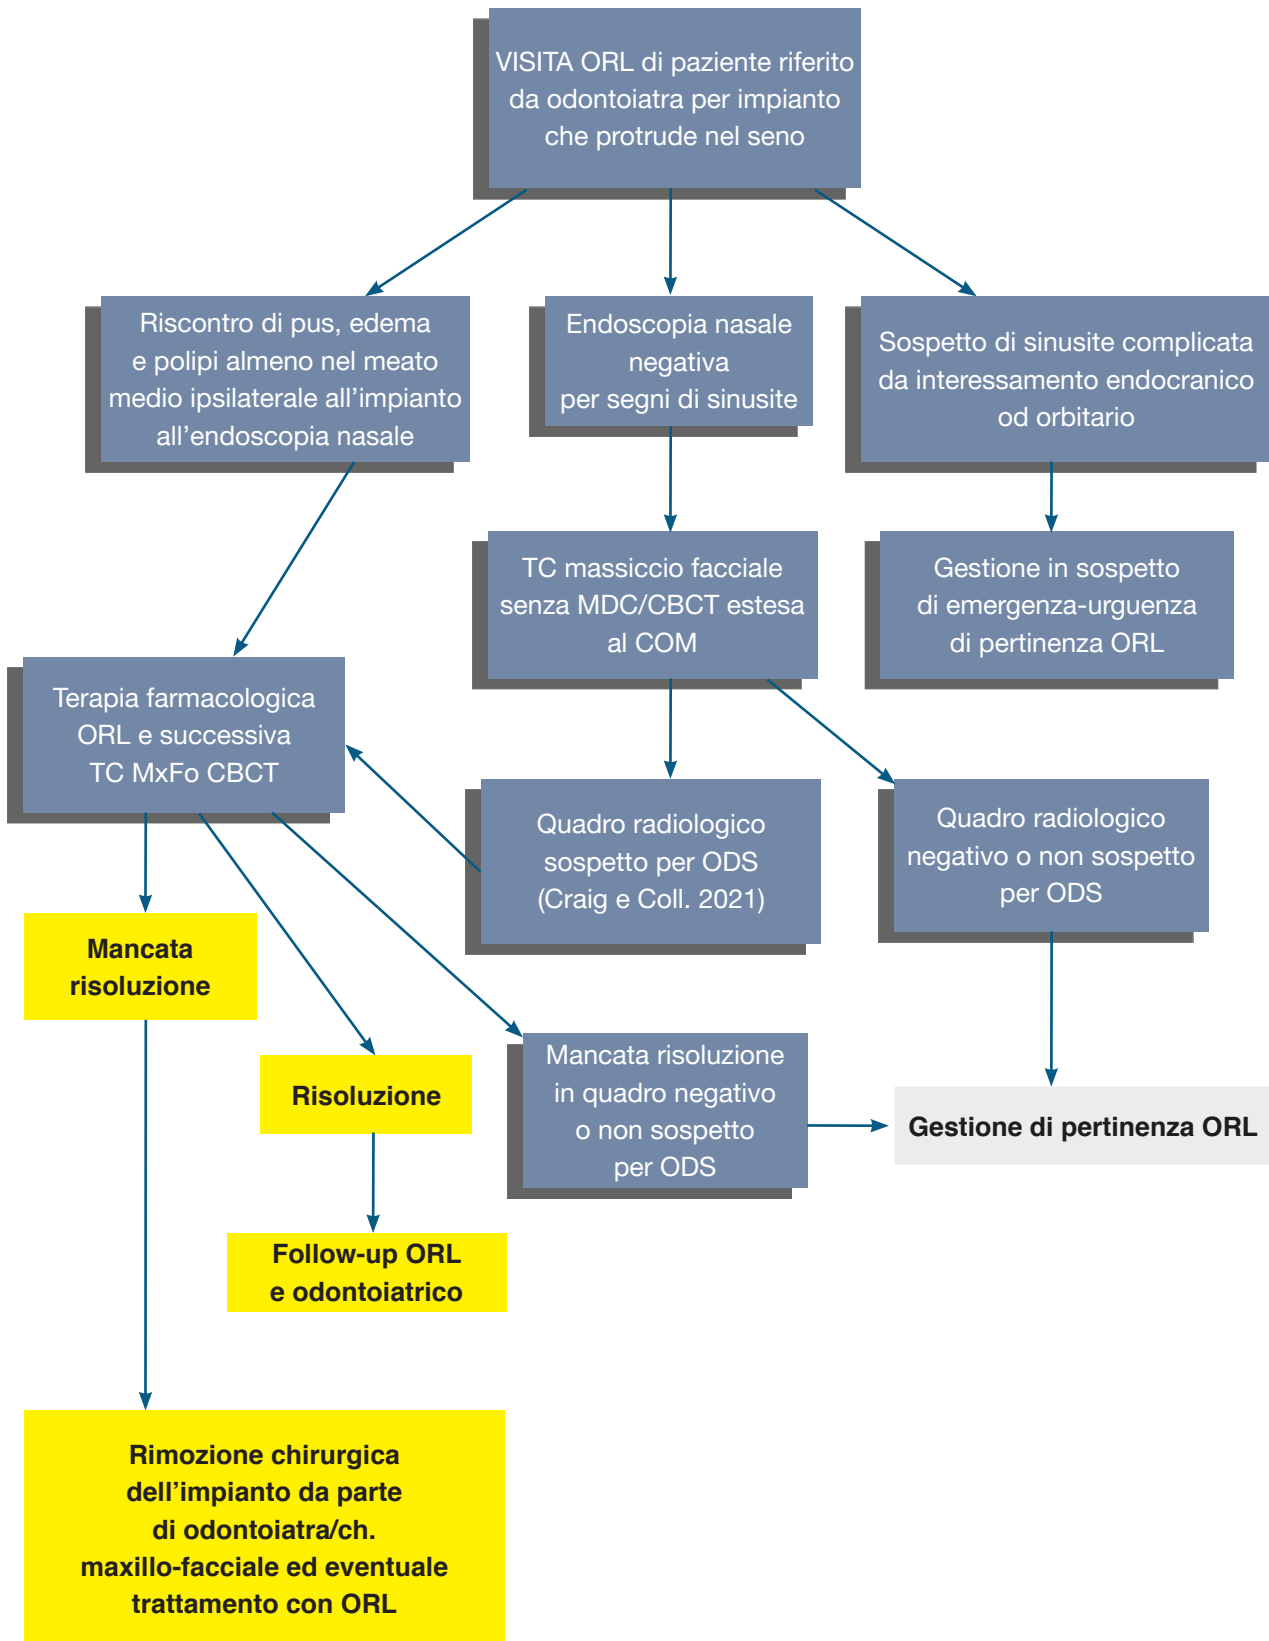 VISITA ORL di paziente riferito
da odontoiatra per impianto
che protrude nel seno
Riscontro di pus, edema
e polipi almeno nel meato
medio ipsilaterale all’impianto
all’endoscopia nasale
Endoscopia nasale
negativa
per segni di sinusite
Sospetto di sinusite complicata
da interessamento endocranico
od orbitario
TC massiccio facciale
senza MDC/CBCT estesa
al COM
Gestione in sospetto
di emergenza-urguenza
di pertinenza ORL
Terapia farmacologica
ORL e successiva
TC MxFo CBCT
Quadro radiologico
sospetto per ODS
(Craig e Coll. 2021)
Quadro radiologico
negativo o non sospetto
per ODS
Mancata
risoluzione
Risoluzione
Mancata risoluzione
in quadro negativo
o non sospetto
per ODS
Gestione di pertinenza ORL
Follow-up ORL
e odontoiatrico
Rimozione chirurgica
dell’impianto da parte
di odontoiatra/ch.
maxillo-facciale ed eventuale
trattamento con ORL